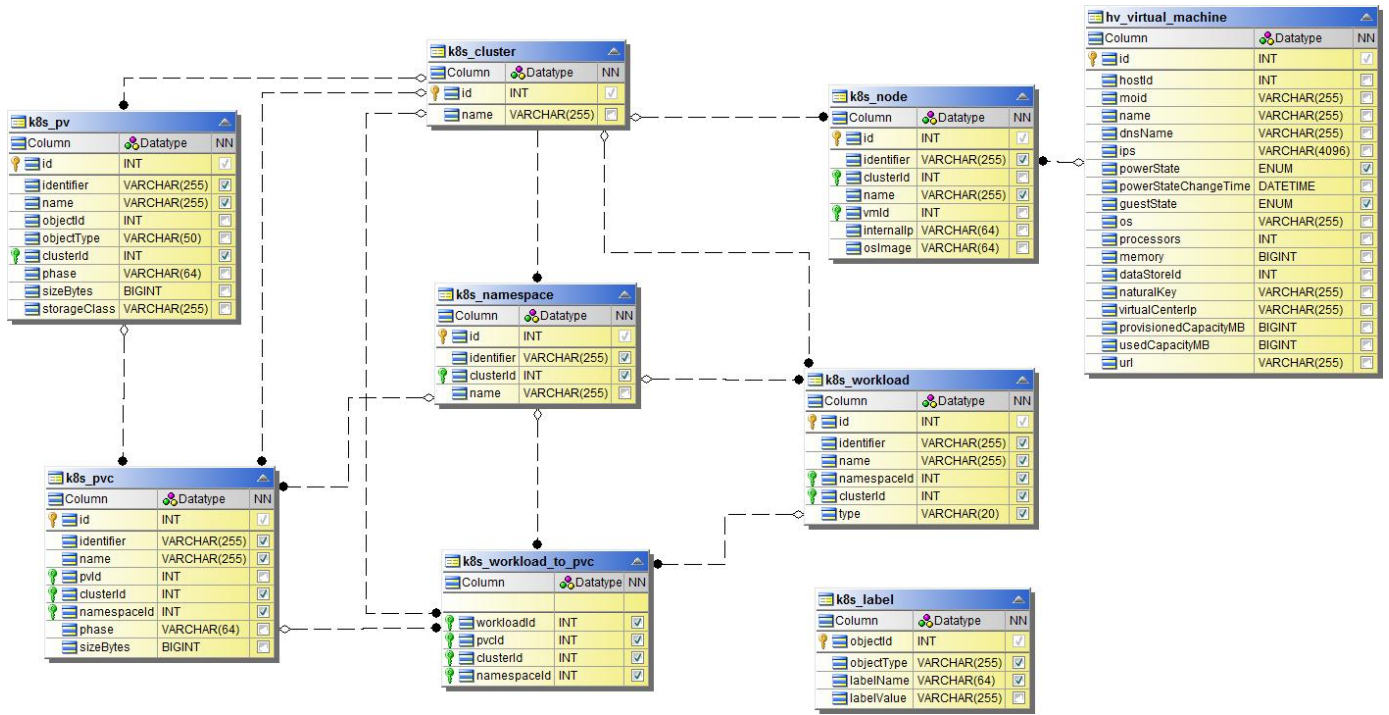 k8s_cluster
Column Datatype NN
id INT
name VARCHAR(255)
hv_virtual_machine
Column Datatype NN
id INT
hostId INT
moid VARCHAR(255)
name VARCHAR(255)
dnsName VARCHAR(255)
ips VARCHAR(4096)
powerState ENUM
powerStateChangeTime DATETIME
guestState ENUM
os VARCHAR(255)
processors INT
memory BIGINT
dataStoreId INT
naturalKey VARCHAR(255)
virtualCenterIp VARCHAR(255)
provisionedCapacityMB BIGINT
usedCapacityMB BIGINT
url VARCHAR(255)
k8s_node
Column Datatype NN
id INT
identifier VARCHAR(255)
clusterId INT
name VARCHAR(255)
vmId INT
internalIp VARCHAR(64)
osImage VARCHAR(64)
k8s_pv
Column Datatype NN
id INT
identifier VARCHAR(255)
name VARCHAR(255)
objectId INT
objectType VARCHAR(50)
clusterId INT
phase VARCHAR(64)
sizeBytes BIGINT
storageClass VARCHAR(255)
k8s_namespace
Column Datatype NN
id INT
identifier VARCHAR(255)
clusterId INT
name VARCHAR(255)
k8s_workload
Column Datatype NN
id INT
identifier VARCHAR(255)
name VARCHAR(255)
namespaceId INT
clusterId INT
type VARCHAR(20)
k8s_pvc
Column Datatype NN
id INT
identifier VARCHAR(255)
name VARCHAR(255)
pvId INT
clusterId INT
namespaceId INT
phase VARCHAR(64)
sizeBytes BIGINT
k8s_workload_to_pvc
Column Datatype NN
workloadId INT
pvcId INT
clusterId INT
namespaceId INT
k8s_label
Column Datatype NN
objectId INT
objectType VARCHAR(255)
labelName VARCHAR(64)
labelValue VARCHAR(255)